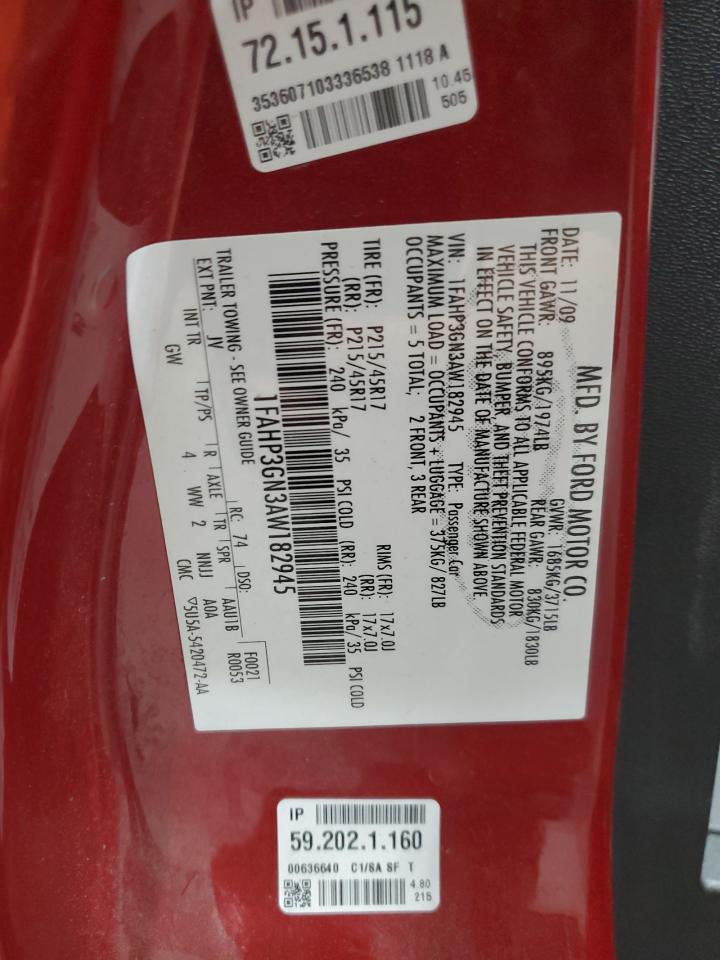 IP
72.15.1.115
353607103336538 1118 A
10.45
505
MFD. BY FORD MOTOR CO.
DATE: 11/09 GVWR: 1685KG/3715LB
FRONT GAWR: 895KG/1974LB REAR GAWR: 830KG/1830LB
THIS VEHICLE CONFORMS TO ALL APPLICABLE FEDERAL MOTOR
VEHICLE SAFETY, BUMPER, AND THEFT PREVENTION STANDARDS
IN EFFECT ON THE DATE OF MANUFACTURE SHOWN ABOVE.
VIN: 1FAHP3GN3AW182945 TYPE: Passenger Car
MAXIMUM LOAD = OCCUPANTS + LUGGAGE = 375KG/827LB
OCCUPANTS = 5 TOTAL; 2 FRONT, 3 REAR
TIRE (FR): P215/45R17 RIMS (FR): 17x7.0J
(RR): P215/45R17 (RR): 17x7.0J
PRESSURE (FR): 240 kPa/ 35 PSI COLD (RR): 240 kPa/ 35 PSI COLD
1FAHP3GN3AW182945
TRAILER TOWING - SEE OWNER GUIDE
F0021
R0053
EXT PNT: JV RC: 74 DSO:
INT TR TP/PS R AXLE TR SPR AAU1B
GW 4 WW 2 NNJJ A0A
CMC ▽5U5A-5420472-AA
IP
59.202.1.160
00636640 C1/8A SF T
4.80
215